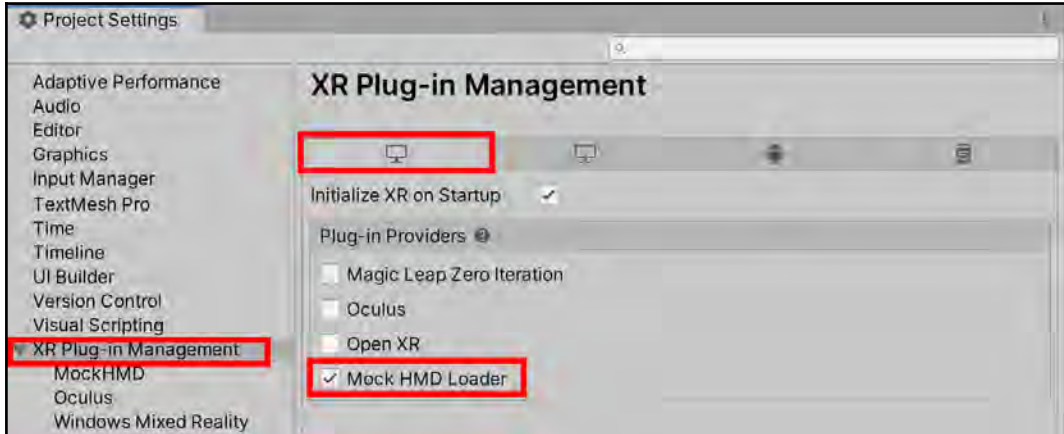 Project Settings
Adaptive Performance
Audio
Editor
Graphics
Input Manager
TextMesh Pro
Time
Timeline
UI Builder
Version Control
Visual Scripting
XR Plug-in Management
MockHMD
Oculus
Windows Mixed Reality
XR Plug-in Management
Initialize XR on Startup
Plug-in Providers
Magic Leap Zero Iteration
Oculus
Open XR
Mock HMD Loader